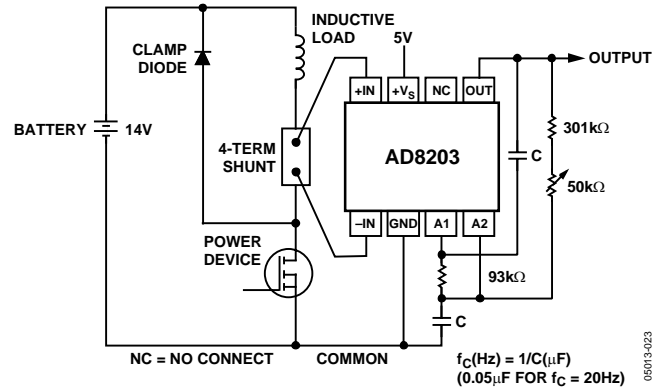 INDUCTIVE
LOAD
CLAMP
DIODE
5V
OUTPUT
+IN
+VS
NC
OUT
BATTERY
14V
4-TERM
SHUNT
AD8203
C
301kΩ
50kΩ
–IN
GND
A1
A2
POWER
DEVICE
93kΩ
C
NC = NO CONNECT
COMMON
fC(Hz) = 1/C(μF)
(0.05μF FOR fC = 20Hz)
05013-023